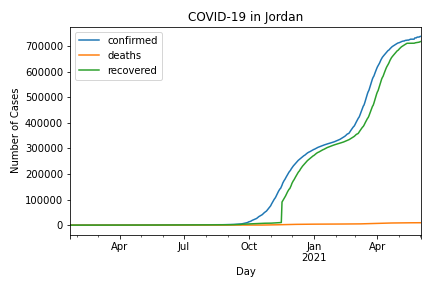 COVID-19 in Jordan
confirmed
deaths
recovered
Number of Cases
700000
600000
500000
400000
300000
200000
100000
0
Apr Jul Oct Jan Apr
2021
Day